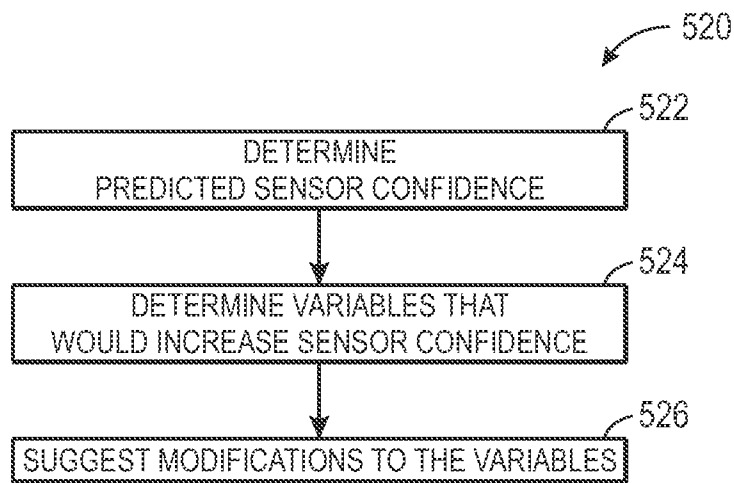 520
522
DETERMINE
PREDICTED SENSOR CONFIDENCE
524
DETERMINE VARIABLES THAT
WOULD INCREASE SENSOR CONFIDENCE
526
SUGGEST MODIFICATIONS TO THE VARIABLES